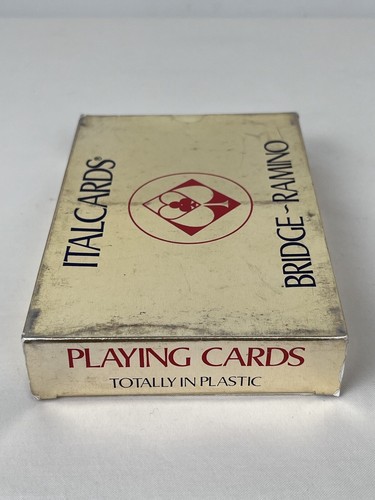 ITALCARDS®
BRIDGE - RAMINO
PLAYING CARDS
TOTALLY IN PLASTIC